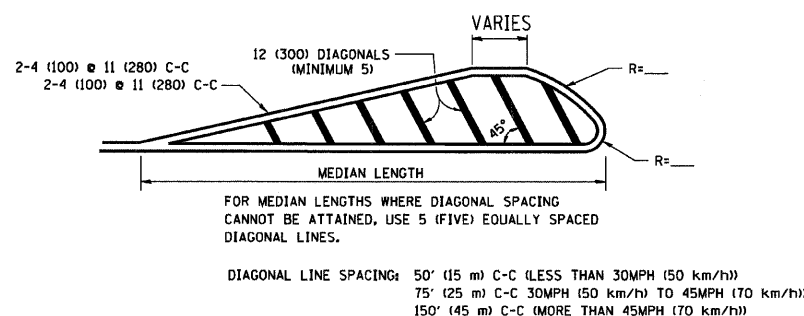 VARIES
12 (300) DIAGONALS
(MINIMUM 5)
2-4 (100) @ 11 (280) C-C
2-4 (100) @ 11 (280) C-C
R=___
45°
R=___
MEDIAN LENGTH
FOR MEDIAN LENGTHS WHERE DIAGONAL SPACING
CANNOT BE ATTAINED, USE 5 (FIVE) EQUALLY SPACED
DIAGONAL LINES.
DIAGONAL LINE SPACING: 50' (15 m) C-C (LESS THAN 30MPH (50 km/h))
75' (25 m) C-C 30MPH (50 km/h) TO 45MPH (70 km/h))
150' (45 m) C-C (MORE THAN 45MPH (70 km/h))